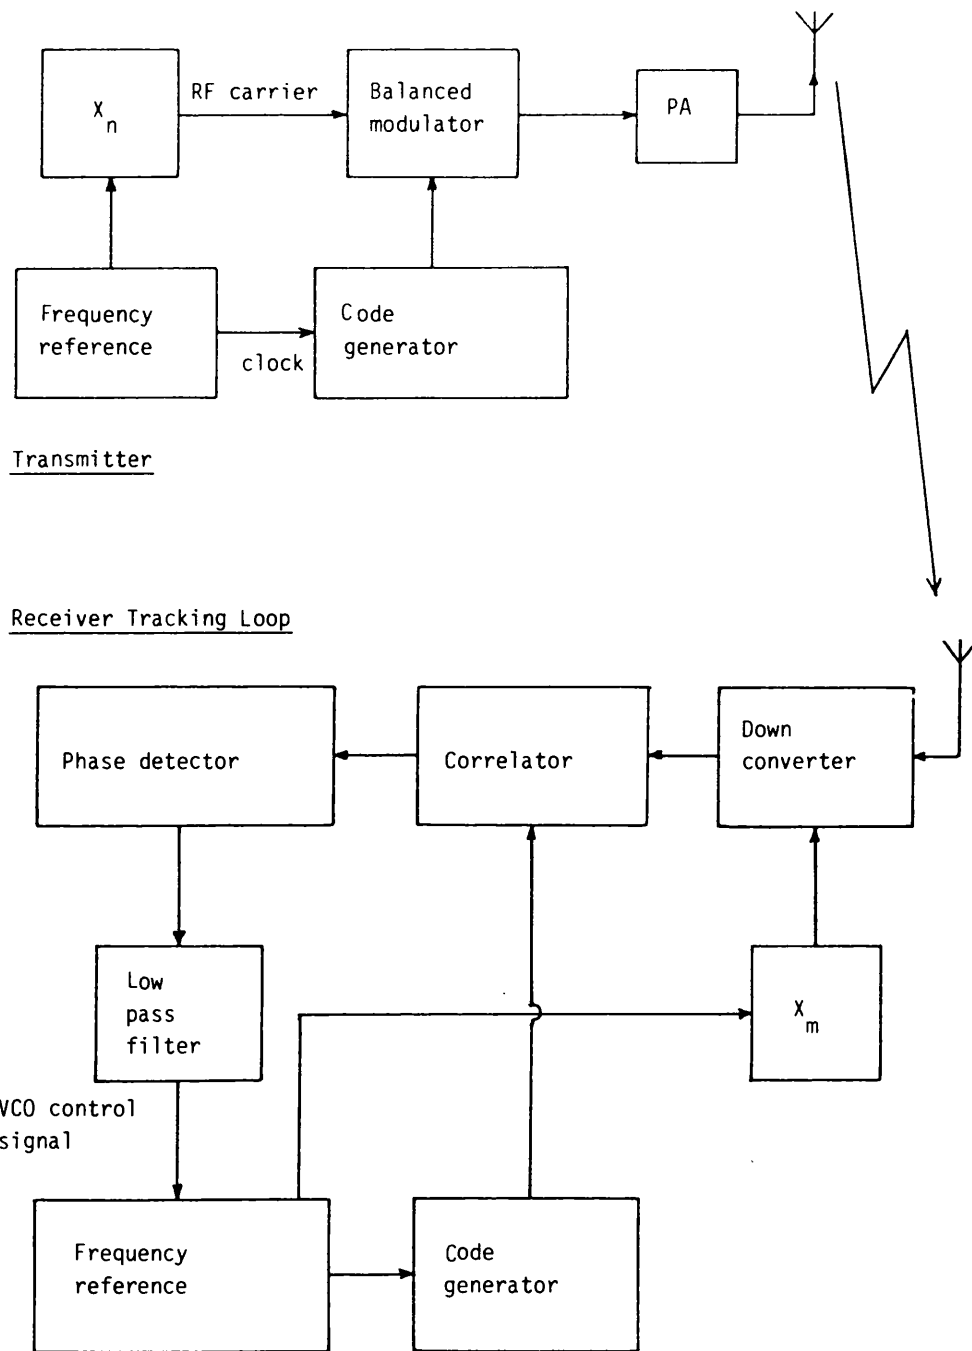 X
n
RF carrier
Balanced
modulator
PA
Frequency
reference
clock
Code
generator
Transmitter
Receiver Tracking Loop
Phase detector
Correlator
Down
converter
Low
pass
filter
X
m
VCO control
signal
Frequency
reference
Code
generator